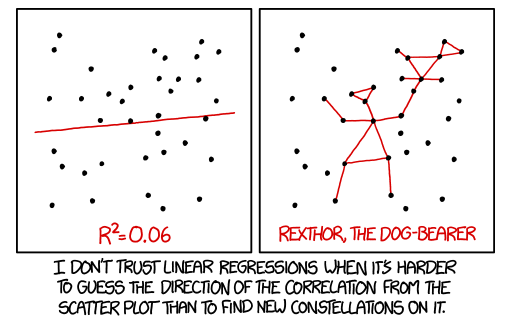 R²=0.06
REXTHOR, THE DOG-BEARER
I DON'T TRUST LINEAR REGRESSIONS WHEN IT'S HARDER
TO GUESS THE DIRECTION OF THE CORRELATION FROM THE
SCATTER PLOT THAN TO FIND NEW CONSTELLATIONS ON IT.